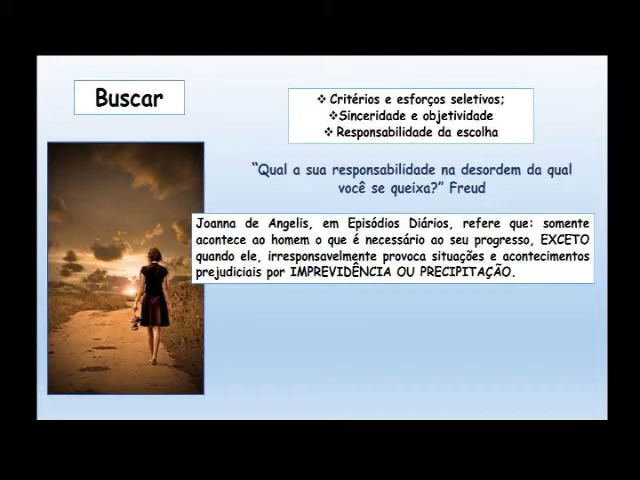 Buscar
❖ Critérios e esforços seletivos;
❖Sinceridade e objetividade
❖ Responsabilidade da escolha
“Qual a sua responsabilidade na desordem da qual
você se queixa?” Freud
Joanna de Angelis, em Episódios Diários, refere que: somente
acontece ao homem o que é necessário ao seu progresso, EXCETO
quando ele, irresponsavelmente provoca situações e acontecimentos
prejudiciais por IMPREVIDÊNCIA OU PRECIPITAÇÃO.